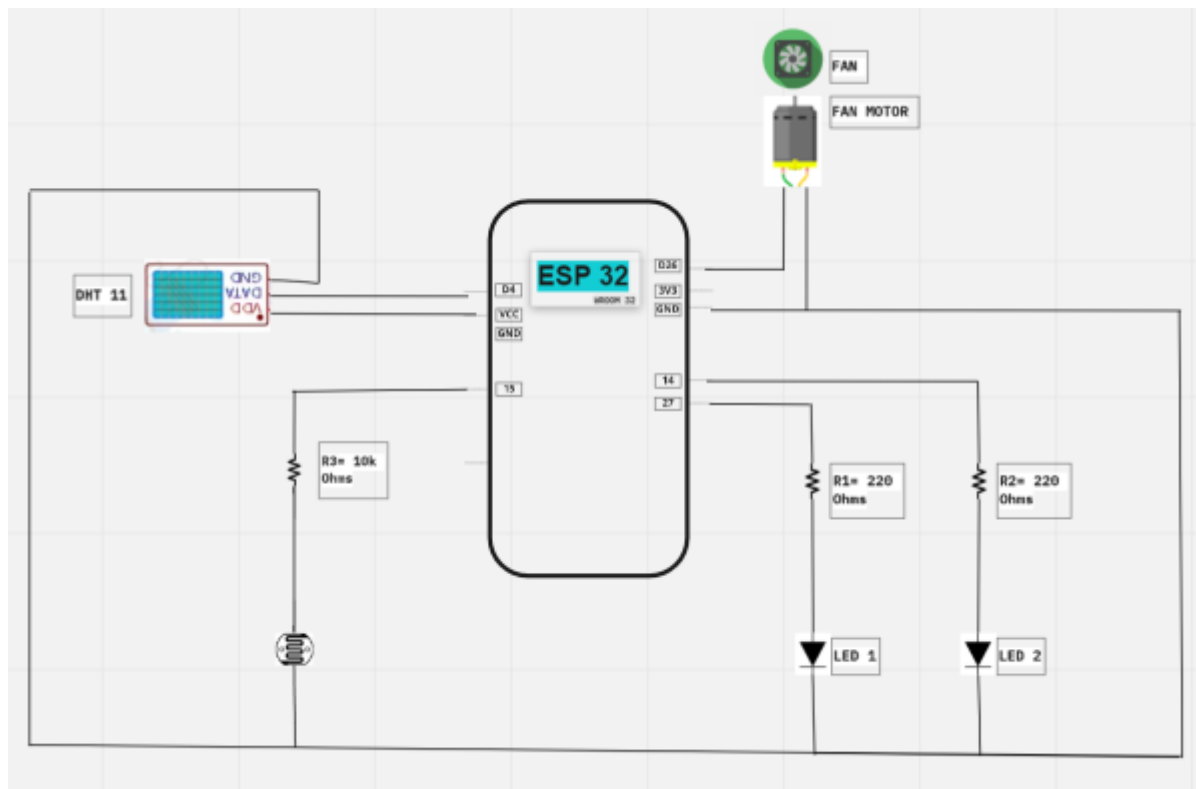 FAN
FAN MOTOR
GND
DATA
VDD
DHT 11
ESP 32
WROOM 32
D4
VCC
GND
15
D26
3V3
GND
14
27
R3= 10k
Ohms
R1= 220
Ohms
R2= 220
Ohms
LED 1
LED 2